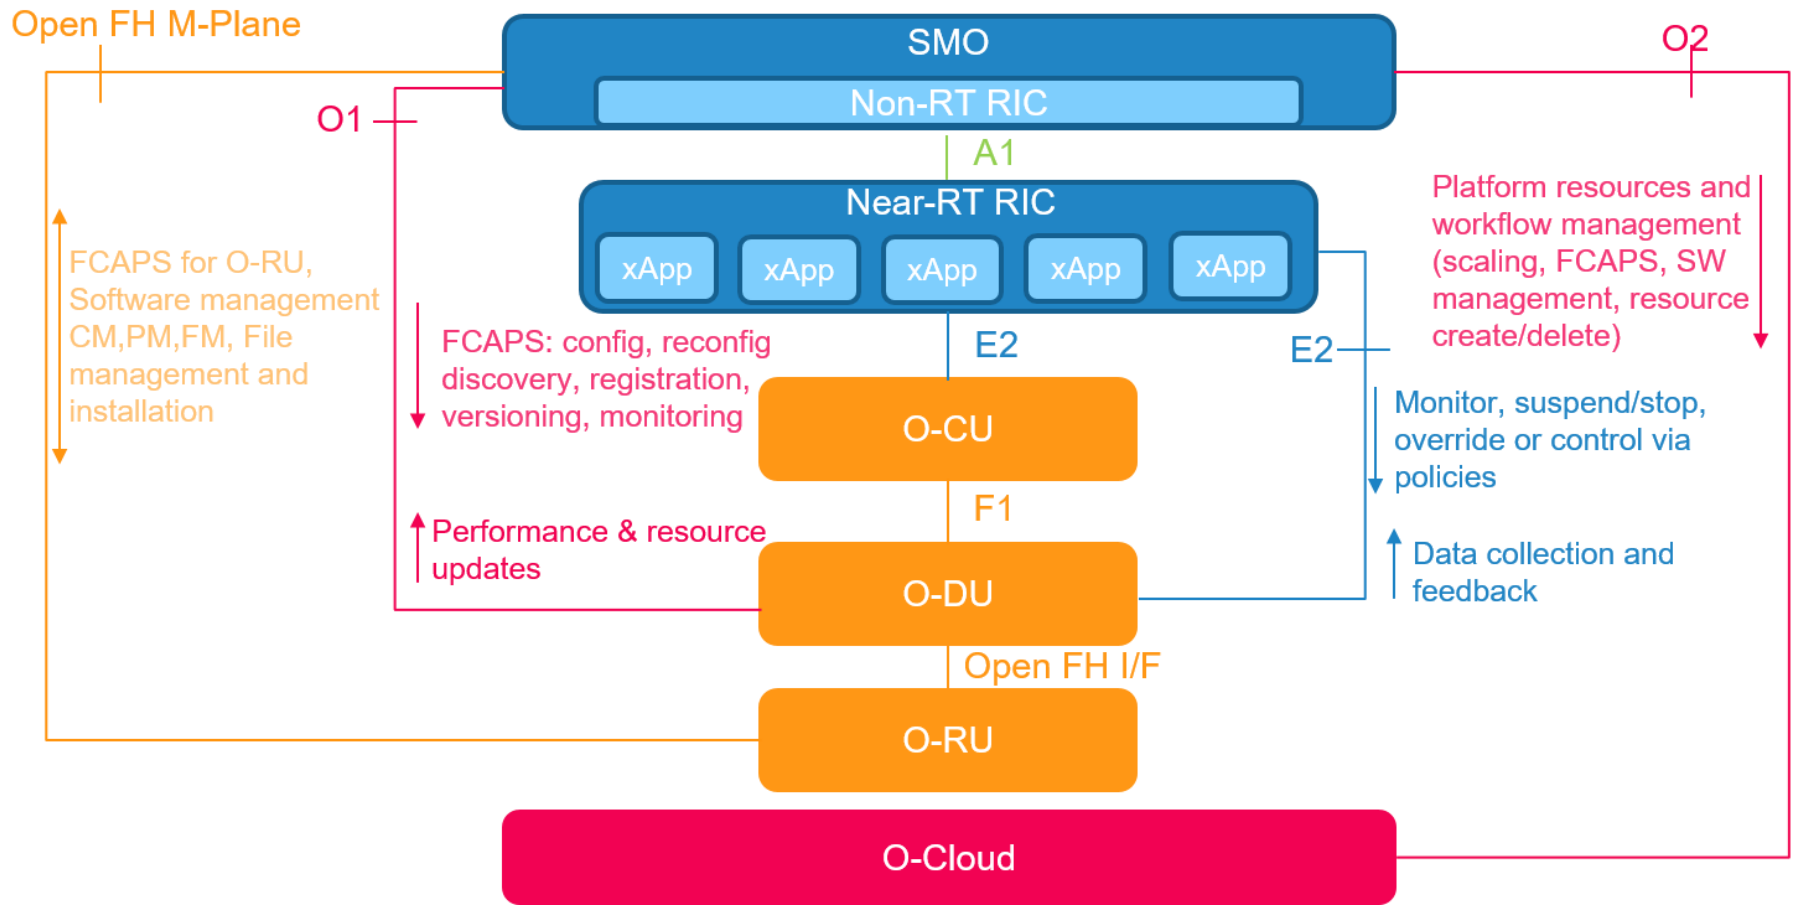 Open FH M-Plane
SMO
O2
Non-RT RIC
O1
A1
Near-RT RIC
xApp
xApp
xApp
xApp
xApp
Platform resources and
workflow management
(scaling, FCAPS, SW
management, resource
create/delete)
FCAPS for O-RU,
Software management
CM,PM,FM, File
management and
installation
FCAPS: config, reconfig
discovery, registration,
versioning, monitoring
E2
E2
O-CU
Monitor, suspend/stop,
override or control via
policies
F1
Performance & resource
updates
Data collection and
feedback
O-DU
Open FH I/F
O-RU
O-Cloud